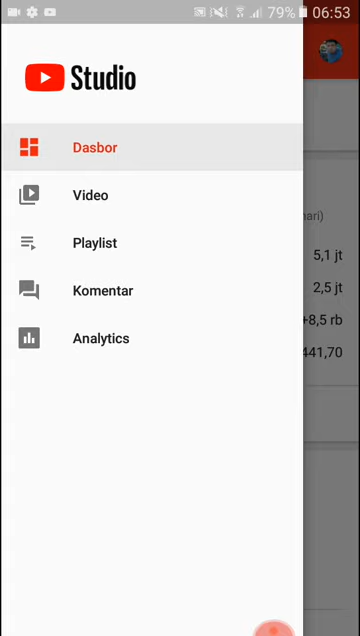 79% 06:53
Studio
Dasbor
Video
hari)
Playlist
5,1 jt
Komentar
2,5 jt
+8,5 rb
Analytics
441,70